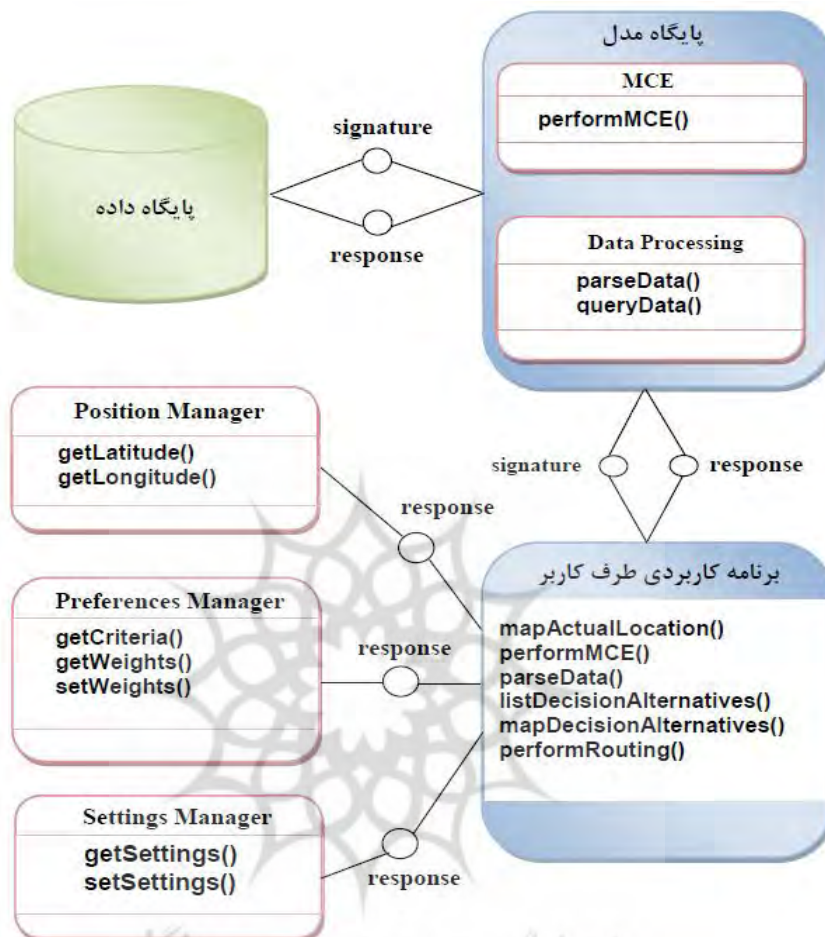 پایگاه مدل
MCE
performMCE()
signature
پایگاه داده
response
Data Processing
parseData()
queryData()
Position Manager
getLatitude()
getLongitude()
signature
response
response
برنامه کاربردی طرف کاربر
Preferences Manager
getCriteria()
getWeights()
setWeights()
response
mapActualLocation()
performMCE()
parseData()
listDecisionAlternatives()
mapDecisionAlternatives()
performRouting()
Settings Manager
getSettings()
setSettings()
response